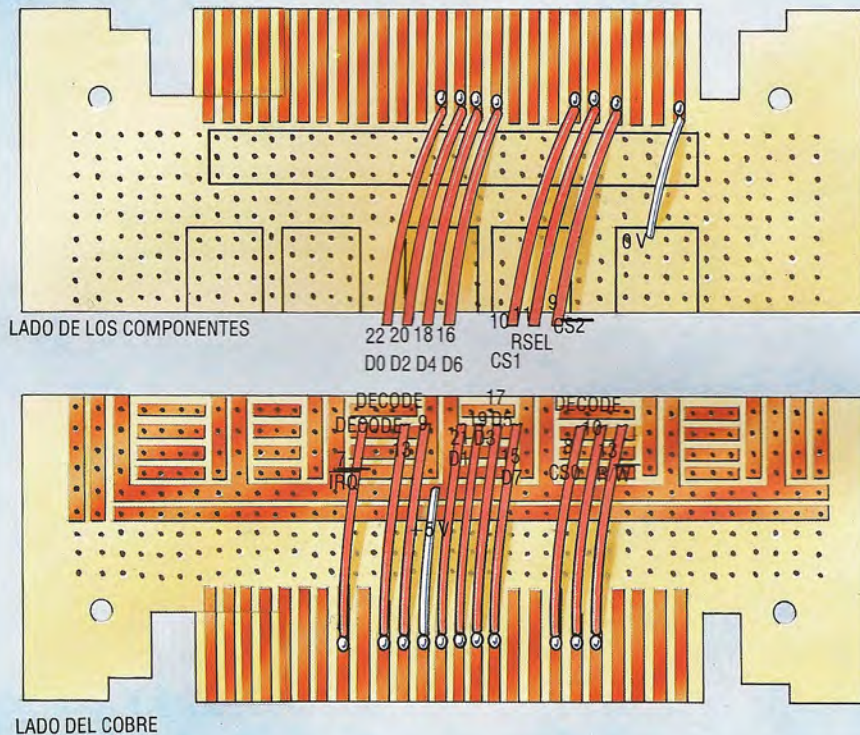 0 V
LADO DE LOS COMPONENTES
22 20 18 16
10 11 9
RSEL CS2
D0 D2 D4 D6
CS1
DECODE 17 DECODE
DECODE 9 19 D5 10
7 13 21 D3 8 13
IRQ D1 15 CS0 R/W
D7
+5 V
LADO DEL COBRE